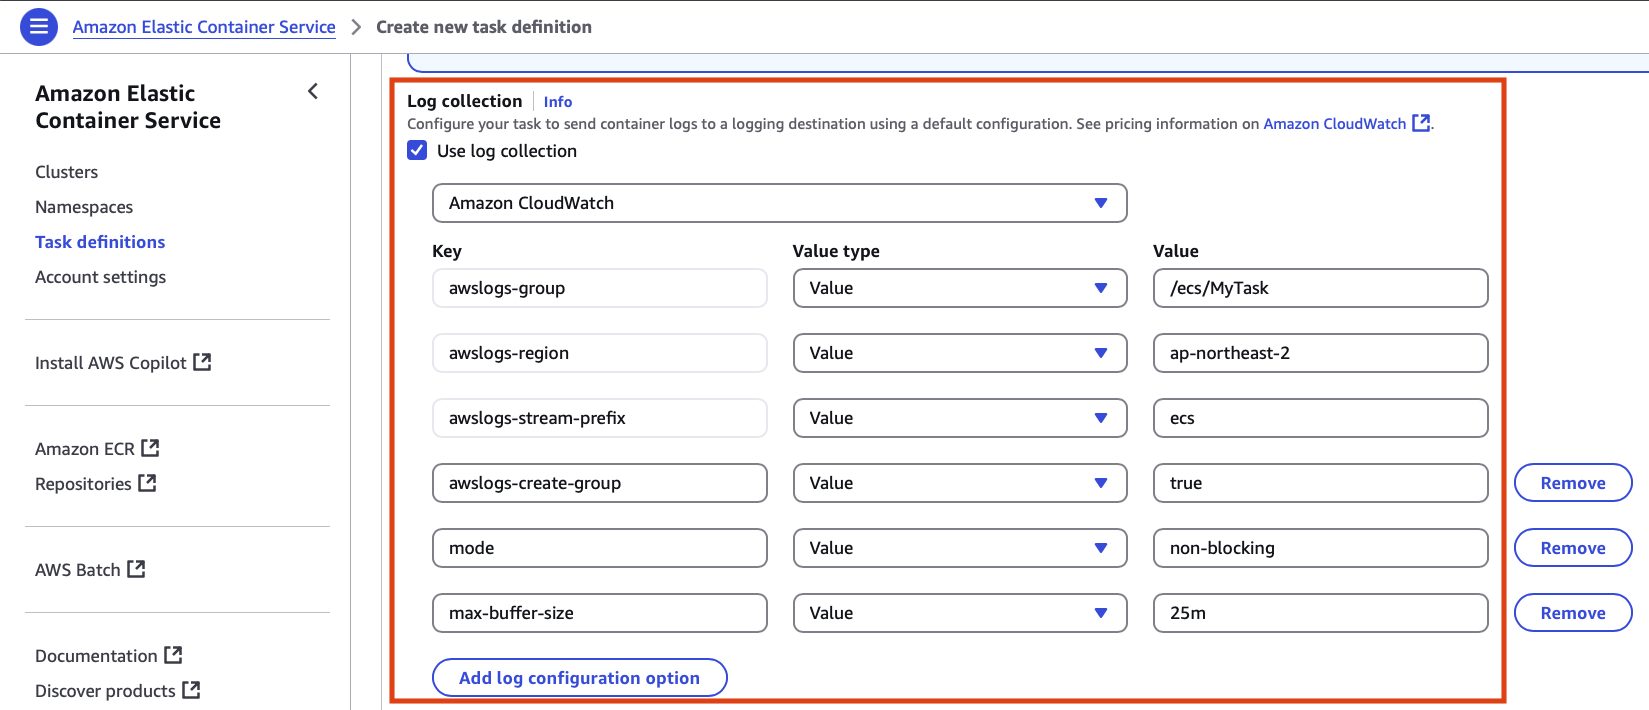 Amazon Elastic Container Service > Create new task definition
Amazon Elastic
Container Service
Clusters
Namespaces
Task definitions
Account settings
Install AWS Copilot
Amazon ECR
Repositories
AWS Batch
Documentation
Discover products
Log collection Info
Configure your task to send container logs to a logging destination using a default configuration. See pricing information on Amazon CloudWatch.
Use log collection
Amazon CloudWatch
Key Value type Value
awslogs-group Value /ecs/MyTask
awslogs-region Value ap-northeast-2
awslogs-stream-prefix Value ecs
awslogs-create-group Value true Remove
mode Value non-blocking Remove
max-buffer-size Value 25m Remove
Add log configuration option